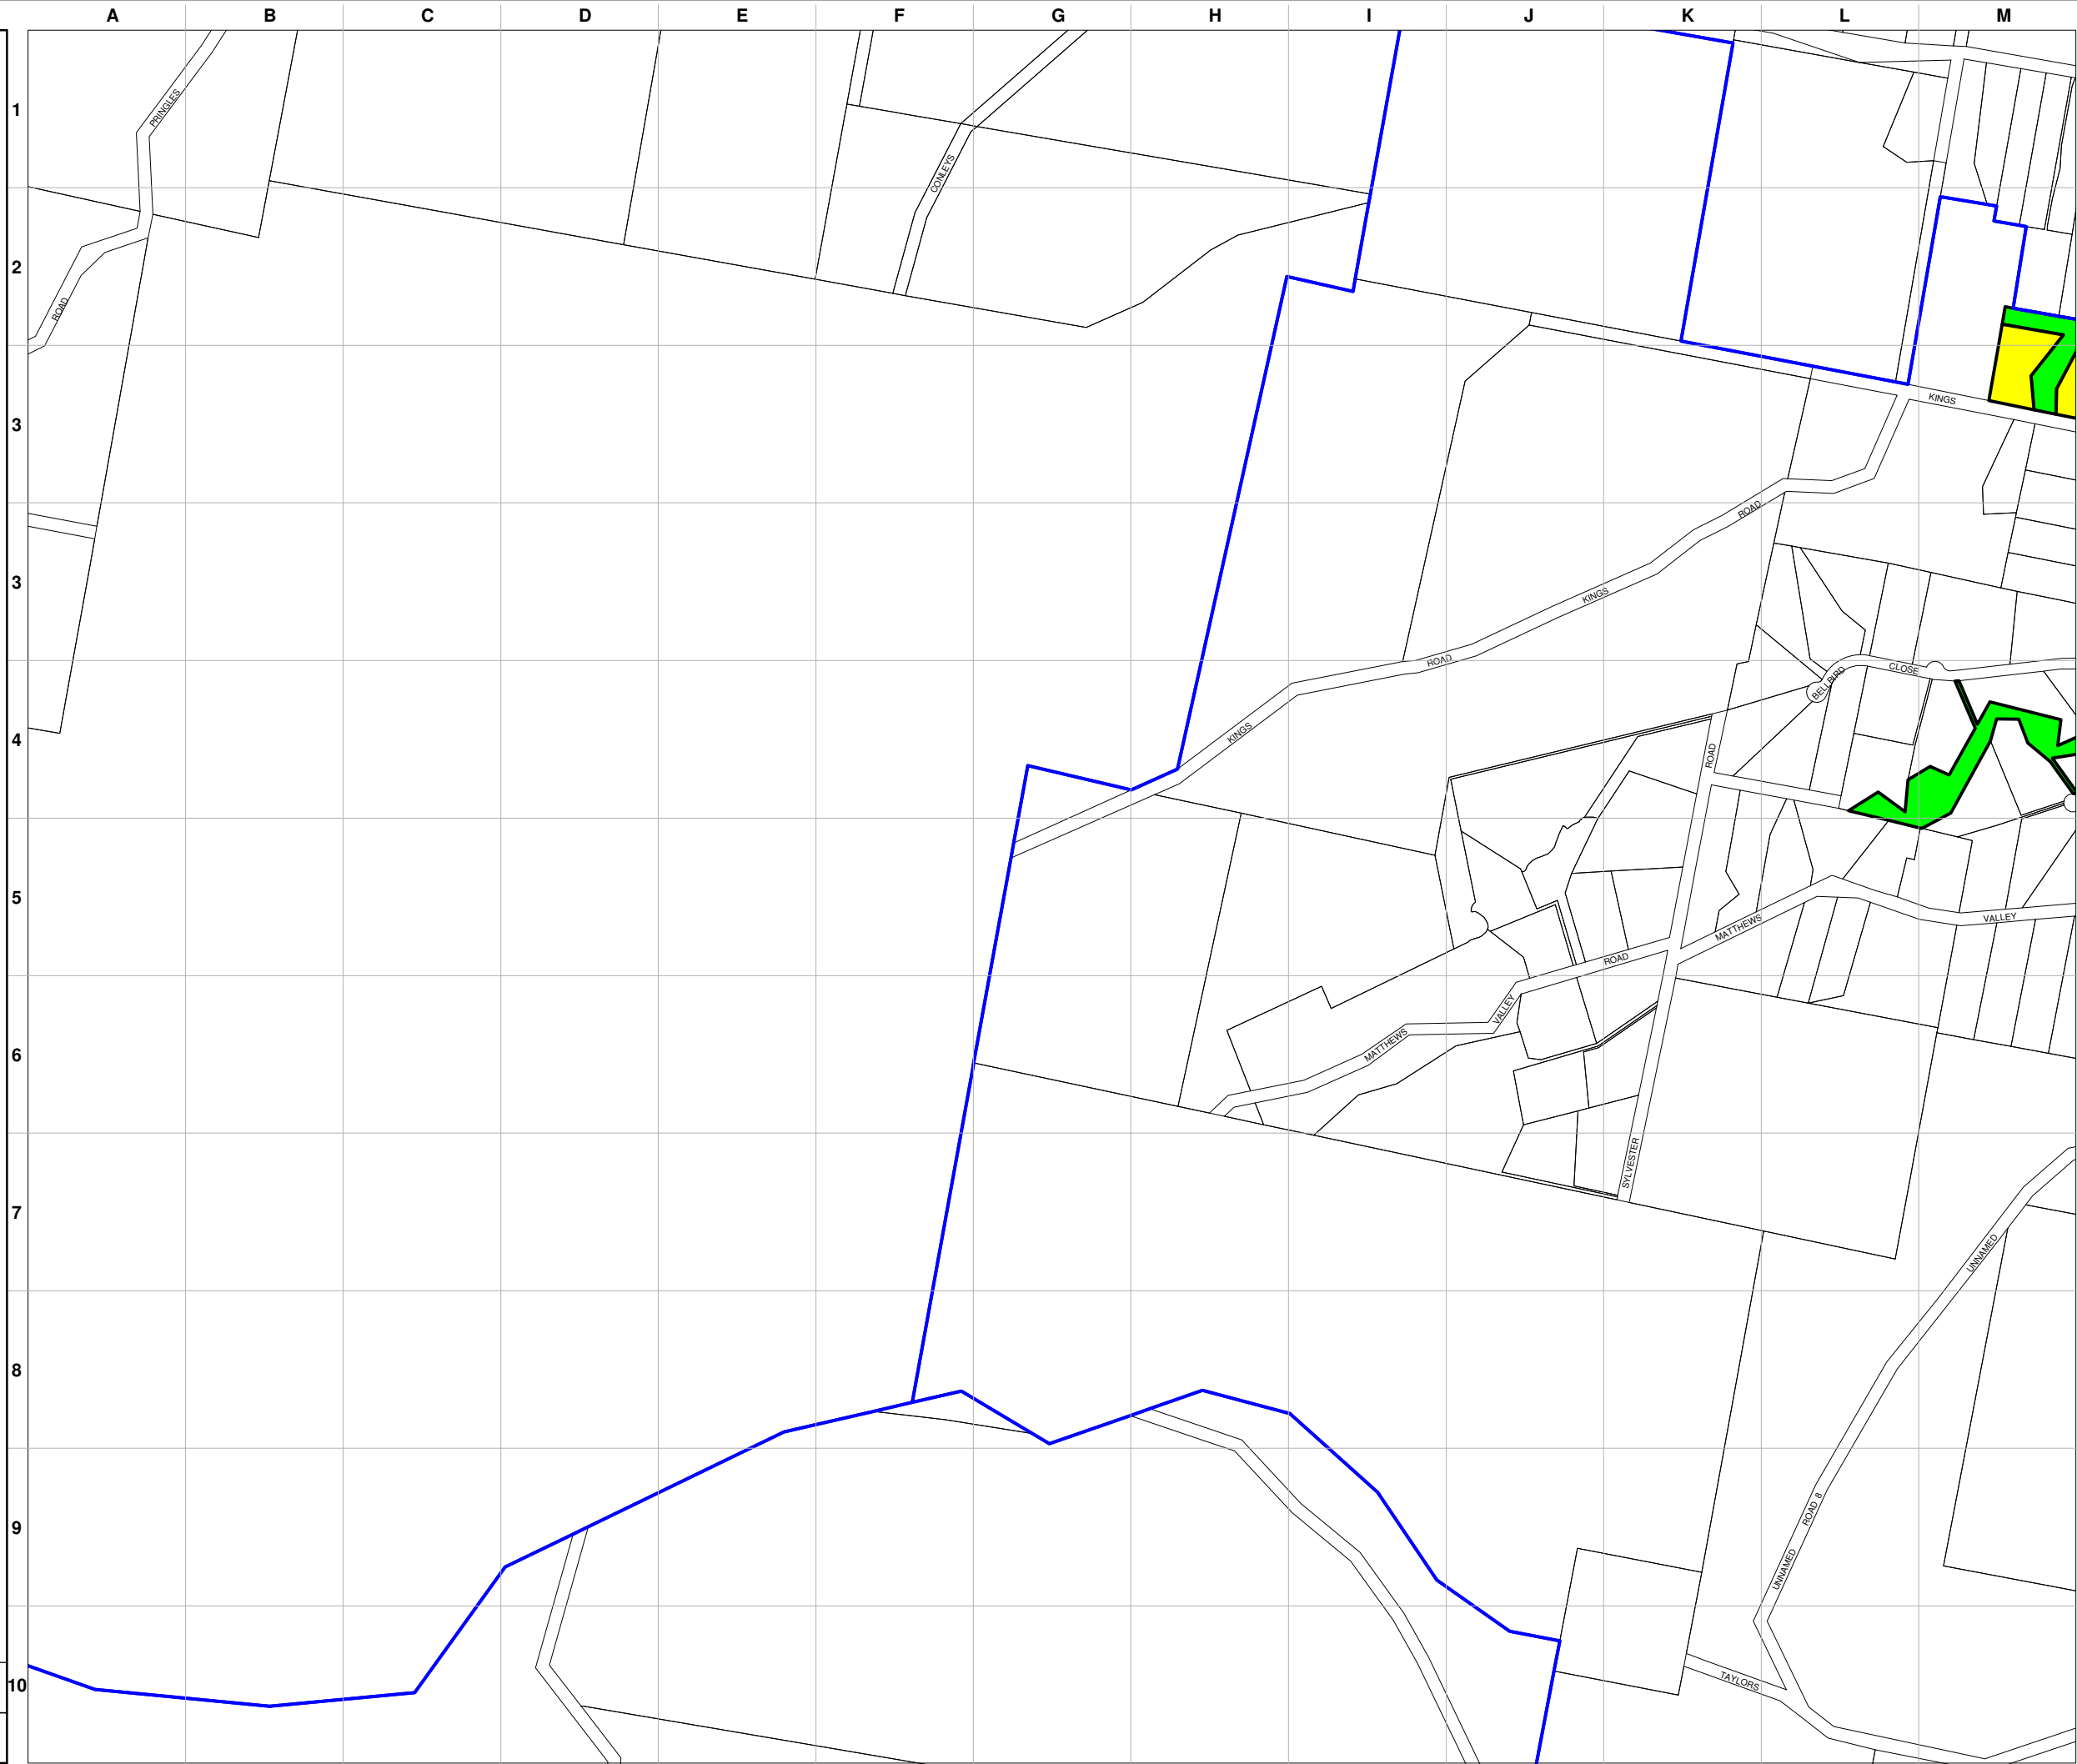 A B C D E F G H I J K L M
1
PRINGLES
CONLEYS
2
ROAD
3
KINGS
ROAD
3
KINGS
ROAD
CLOSE
BELLBIRD
4
KINGS
ROAD
5
VALLEY
MATTHEWS
ROAD
VALLEY
6
MATTHEWS
SYLVESTER
7
UNNAMED
8
9
ROAD 8
UNNAMED
10
TAYLORS